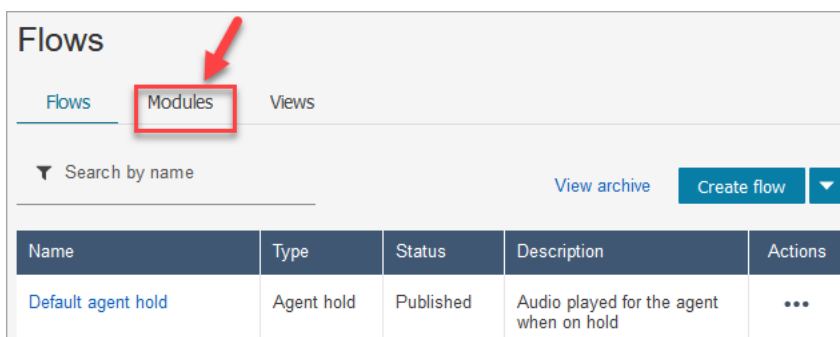 Flows
Flows Modules Views
Search by name
View archive Create flow
Name Type Status Description Actions
Default agent hold Agent hold Published Audio played for the agent
when on hold